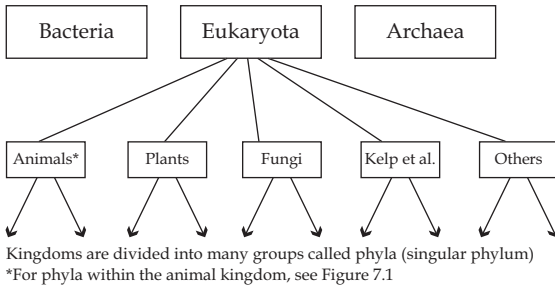 Bacteria Eukaryota Archaea
Animals* Plants Fungi Kelp et al. Others
Kingdoms are divided into many groups called phyla (singular phylum)
*For phyla within the animal kingdom, see Figure 7.1